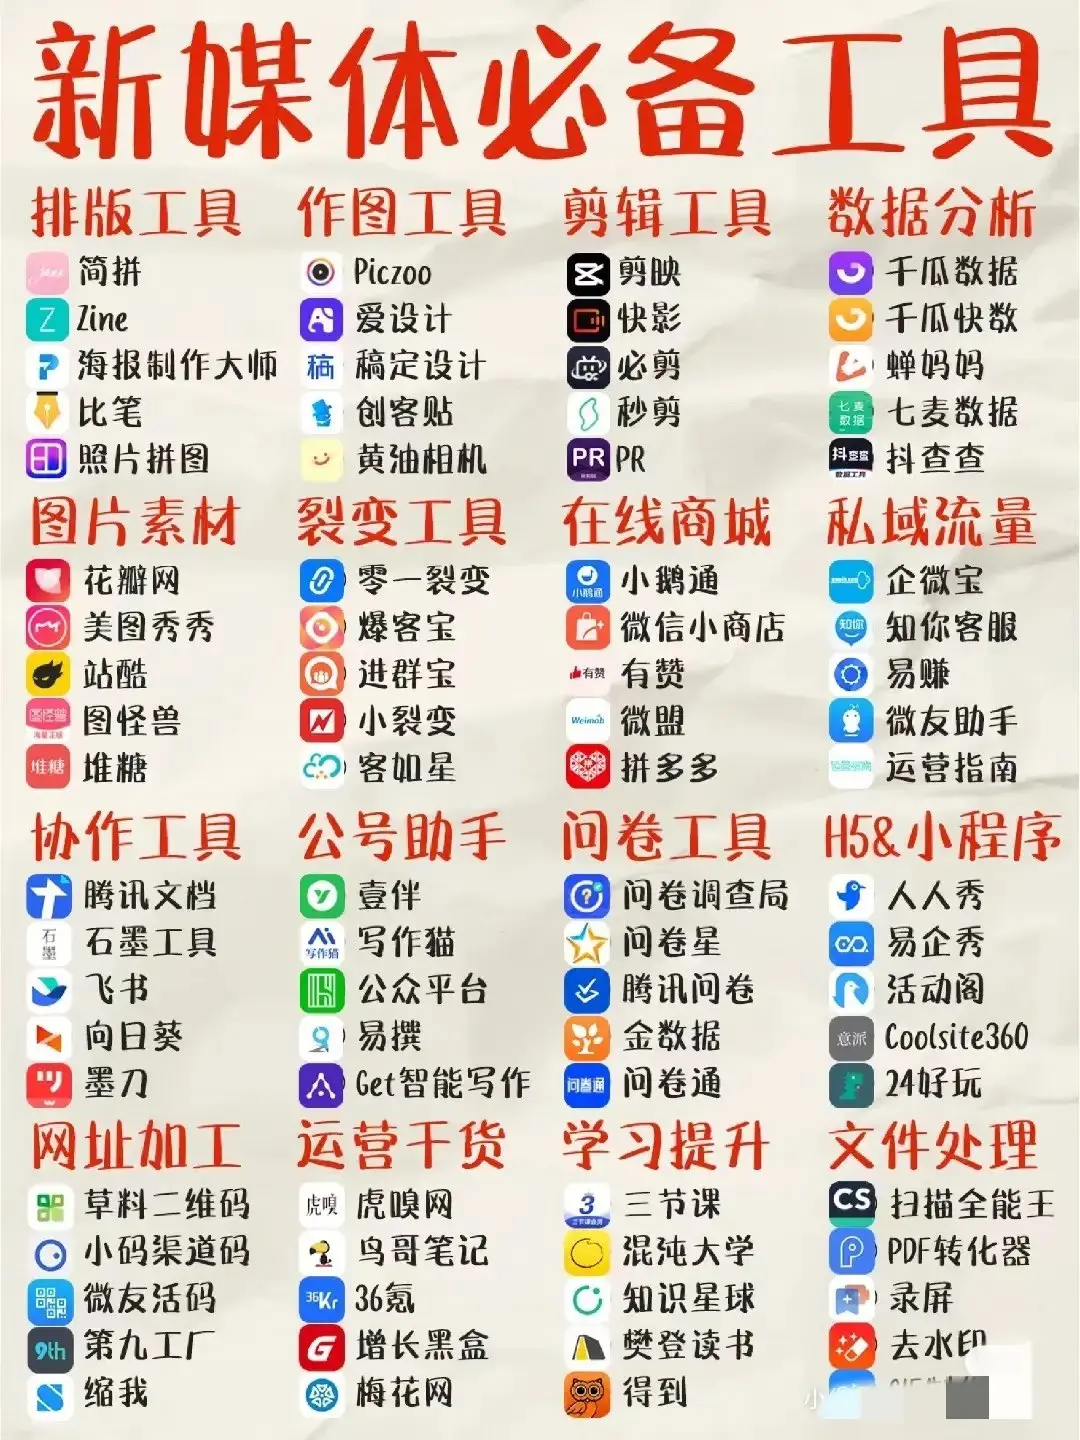 新媒体必备工具
排版工具
简拼
Zine
海报制作大师
比笔
照片拼图
作图工具
Piczoo
爱设计
稿定设计
创客贴
黄油相机
剪辑工具
剪映
快影
必剪
秒剪
PR
数据分析
千瓜数据
千瓜快数
蝉妈妈
七麦数据
抖查查
图片素材
花瓣网
美图秀秀
站酷
图怪兽
堆糖
裂变工具
零一裂变
爆客宝
进群宝
小裂变
客如星
在线商城
小鹅通
微信小商店
有赞
微盟
拼多多
私域流量
企微宝
知你客服
易赚
微友助手
运营指南
协作工具
腾讯文档
石墨工具
飞书
向日葵
墨刀
公号助手
壹伴
写作猫
公众平台
易撰
Get智能写作
问卷工具
问卷调查局
问卷星
腾讯问卷
金数据
问卷通
H5&小程序
人人秀
易企秀
活动阁
Coolsite360
24好玩
网址加工
草料二维码
小码渠道码
微友活码
第九工厂
缩我
运营干货
虎嗅网
鸟哥笔记
36氪
增长黑盒
梅花网
学习提升
三节课
混沌大学
知识星球
樊登读书
得到
文件处理
扫描全能王
PDF转化器
录屏
去水印